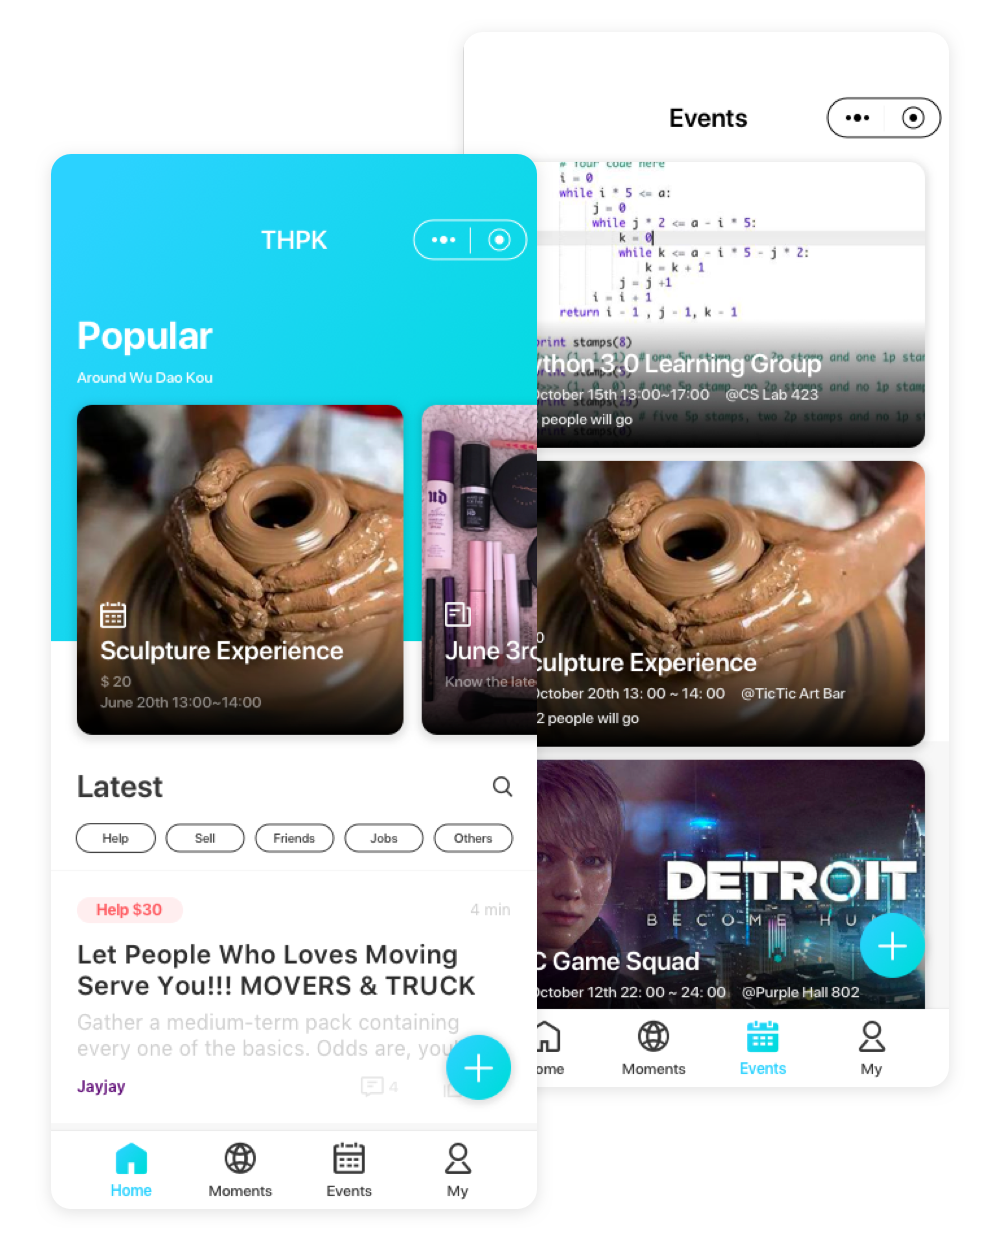 Events
# Your code here
i = 0
while i * 5 <= a:
j = 0
while j * 2 <= a - i * 5:
k = 0
while k <= a - i * 5 - j * 2:
k = k + 1
j = j +1
i = i + 1
return i - 1 , j - 1, k - 1
print stamps(8)
ython 3.0 Learning Group
October 15th 13:00~17:00 @CS Lab 423
people will go
culpture Experience
October 20th 13: 00 ~ 14: 00 @TicTic Art Bar
2 people will go
DETROIT
BECOME HU
C Game Squad
October 12th 22: 00 ~ 24: 00 @Purple Hall 802
ome Moments Events My
THPK
Popular
Around Wu Dao Kou
Sculpture Experience
$ 20
June 20th 13:00~14:00
UD
June 3rd
Know the late
Latest
Help Sell Friends Jobs Others
Help $30 4 min
Let People Who Loves Moving
Serve You!!! MOVERS & TRUCK
Gather a medium-term pack containing
every one of the basics. Odds are, you
Jayjay 4
Home Moments Events My